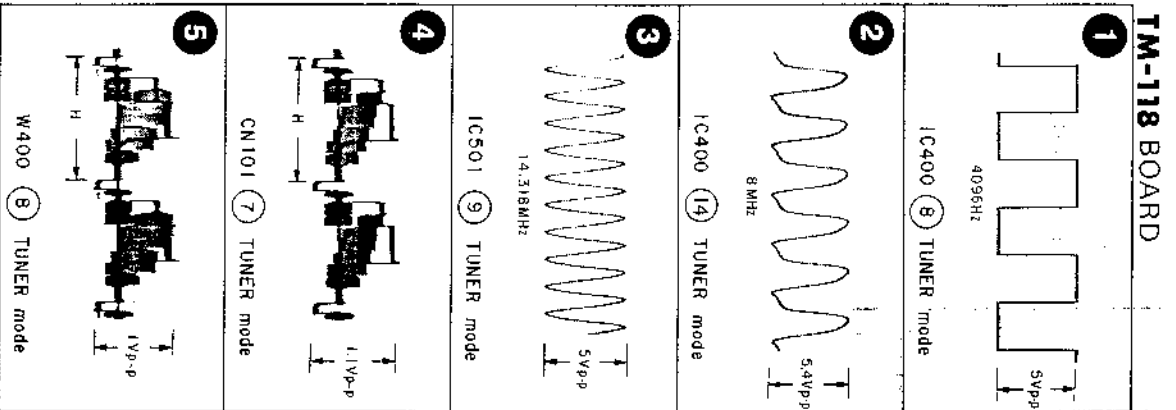 TM-118 BOARD
1
IC400 8 TUNER mode
4096Hz
5Vp-p
2
IC400 14 TUNER mode
8MHz
5.4Vp-p
3
IC501 9 TUNER mode
14.318MHz
5Vp-p
4
CN101 7 TUNER mode
H
1.1Vp-p
5
W400 8 TUNER mode
H
1Vp-p